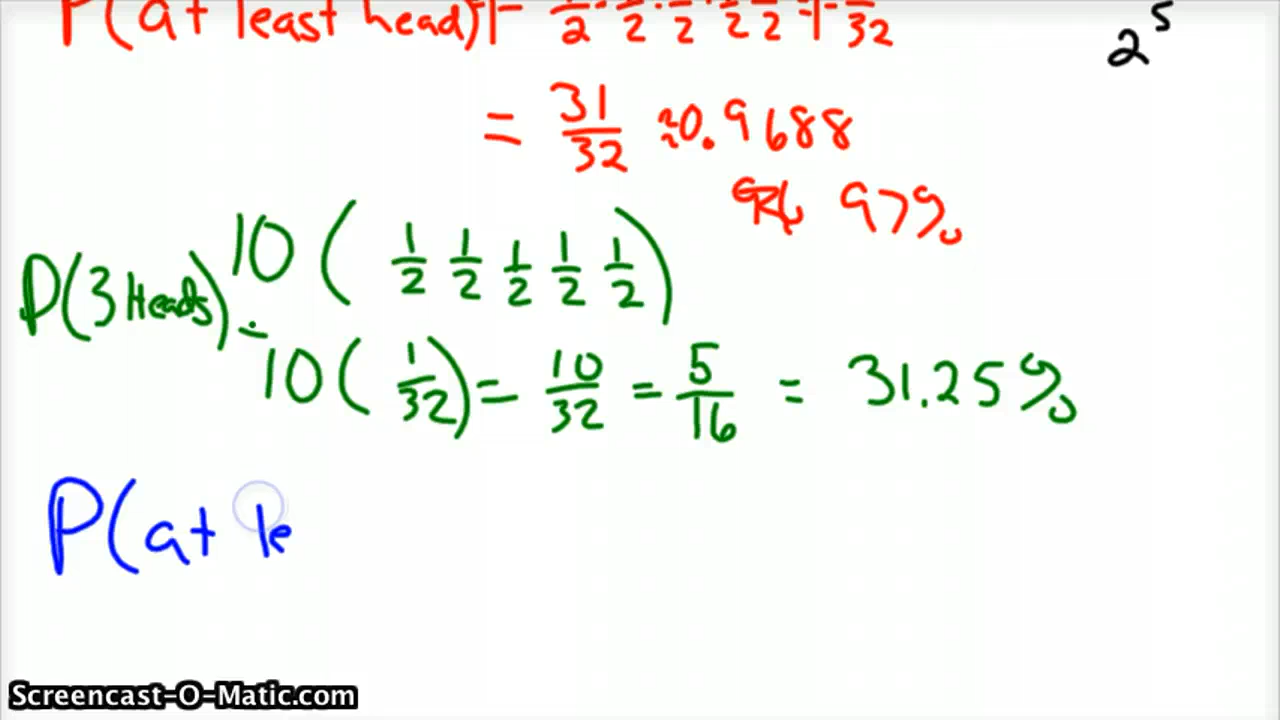 P(at least head) 1- 1/2 · 1/2 · 1/2 · 1/2 1/2 = 1- 1/32
2^5
= 31/32 ≈ 0.9688
97%
P(3 Heads) = 10 ( 1/2 1/2 1/2 1/2 1/2 )
10 ( 1/32 ) = 10/32 = 5/16 = 31.25%
P(at le
Screencast-O-Matic.com